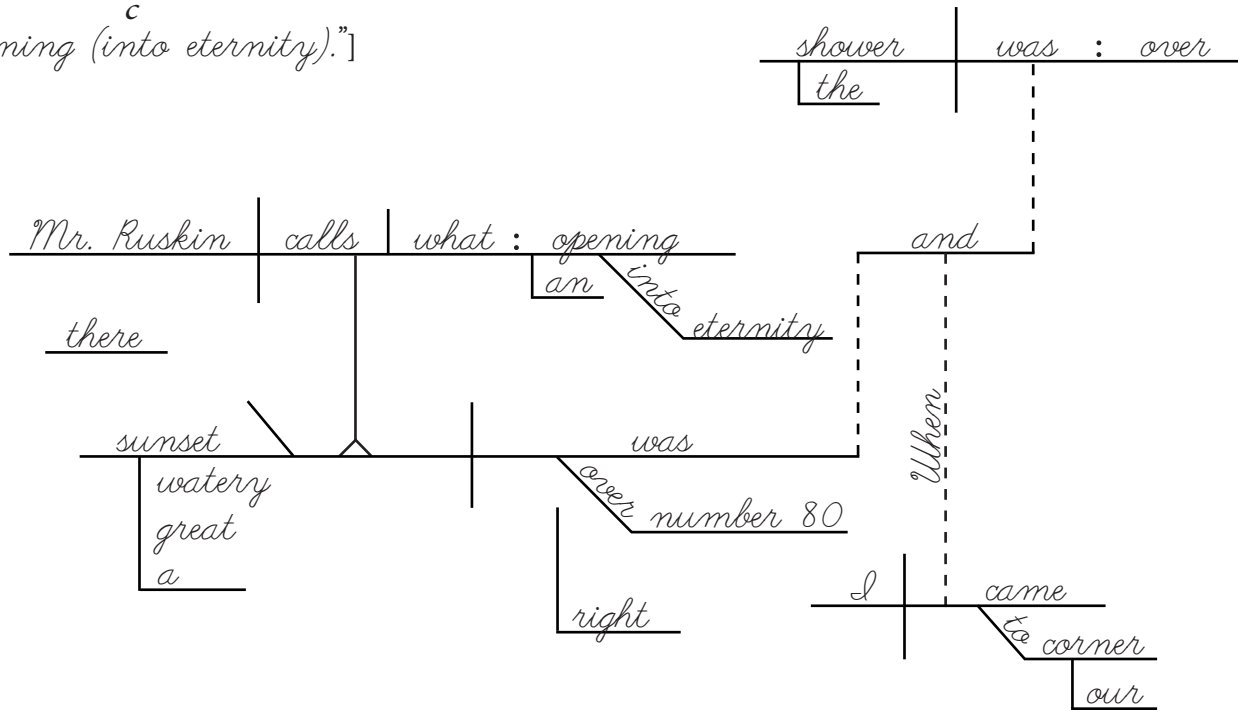 c
ning (into eternity).”]
shower was : over
the
Mr. Ruskin calls what : opening
an into
eternity
and
there
sunset was
watery
great
a
over number 80
right
When
I came
to corner
our